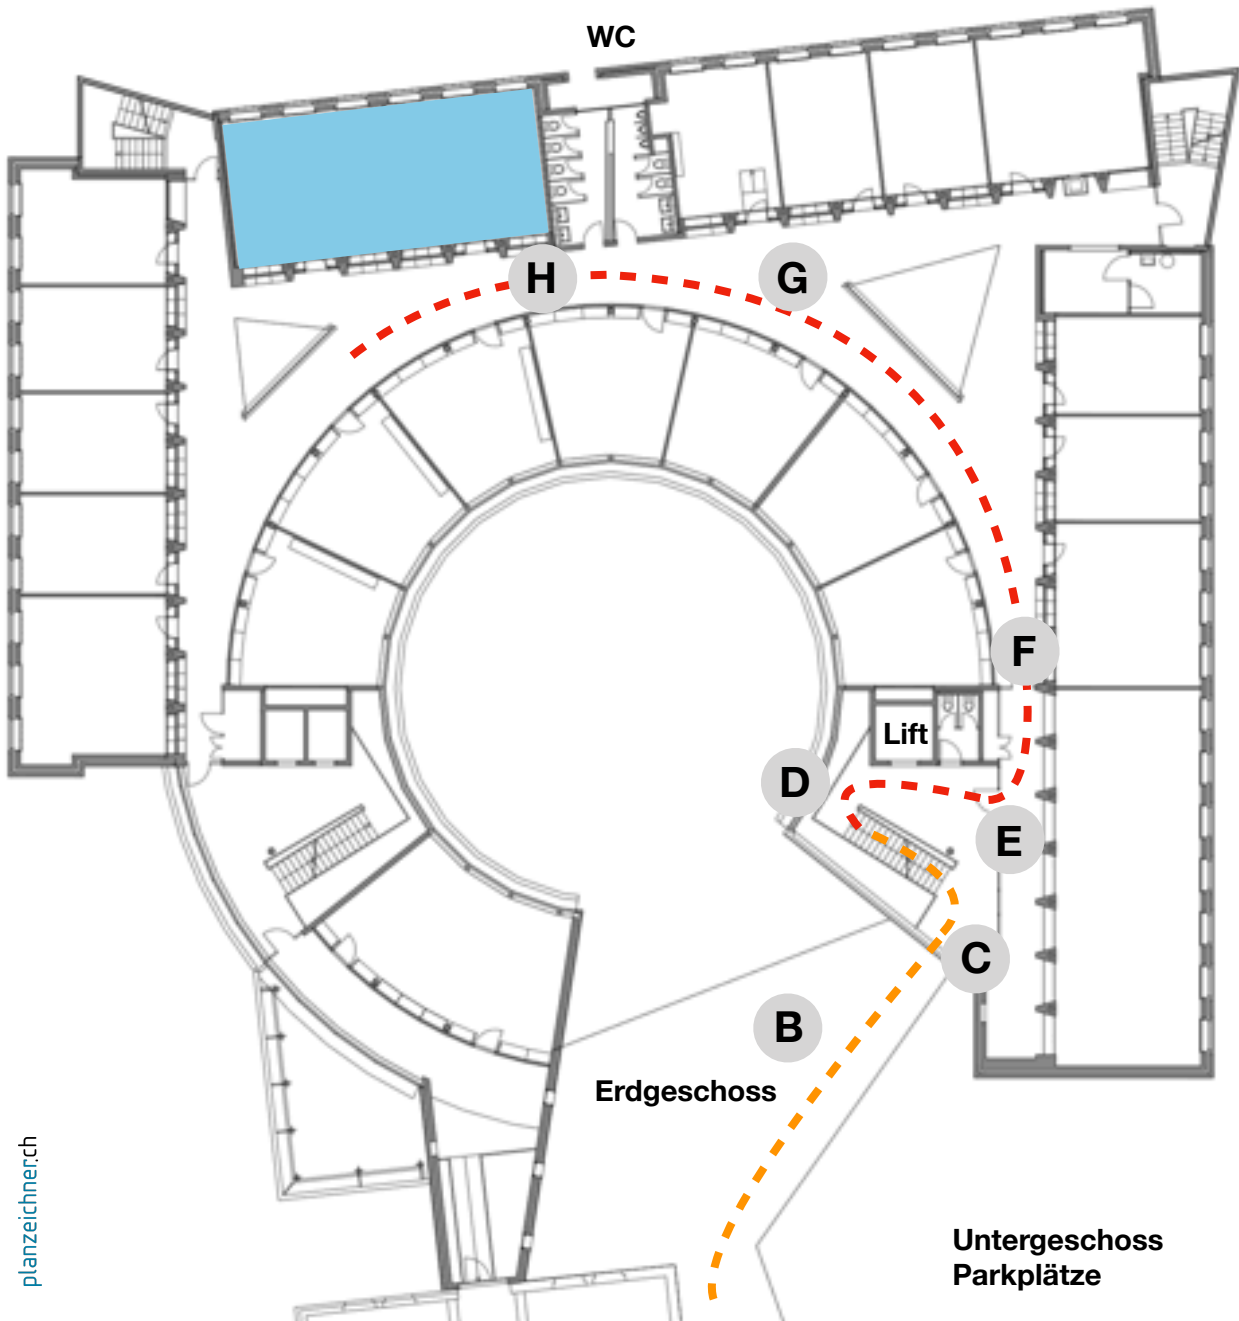 WC
H
G
F
Lift
D
E
C
B
Erdgeschoss
planzeichner.ch
Untergeschoss
Parkplätze